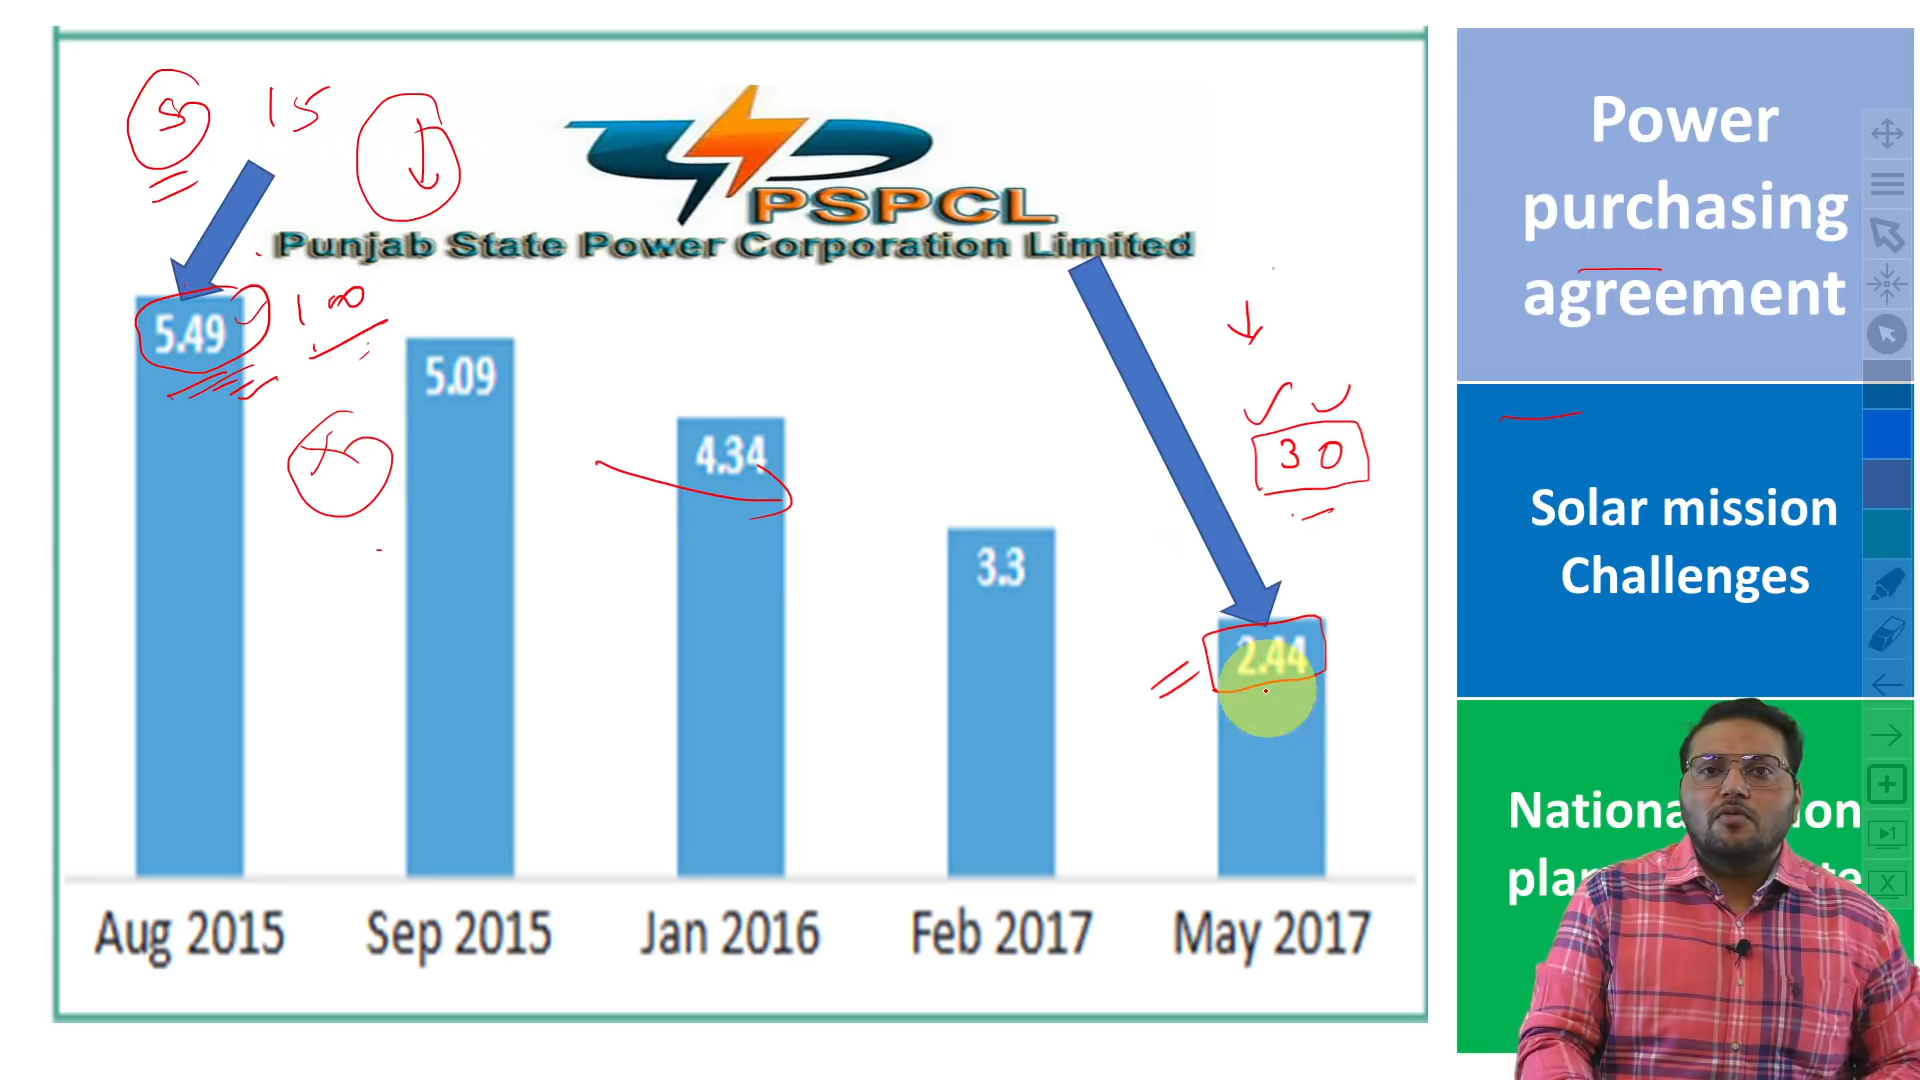 15
PSPCL
Punjab State Power Corporation Limited
5.49
100
5.09
4.34
3.3
2.44
30
Aug 2015
Sep 2015
Jan 2016
Feb 2017
May 2017
Power
purchasing
agreement
Solar mission
Challenges